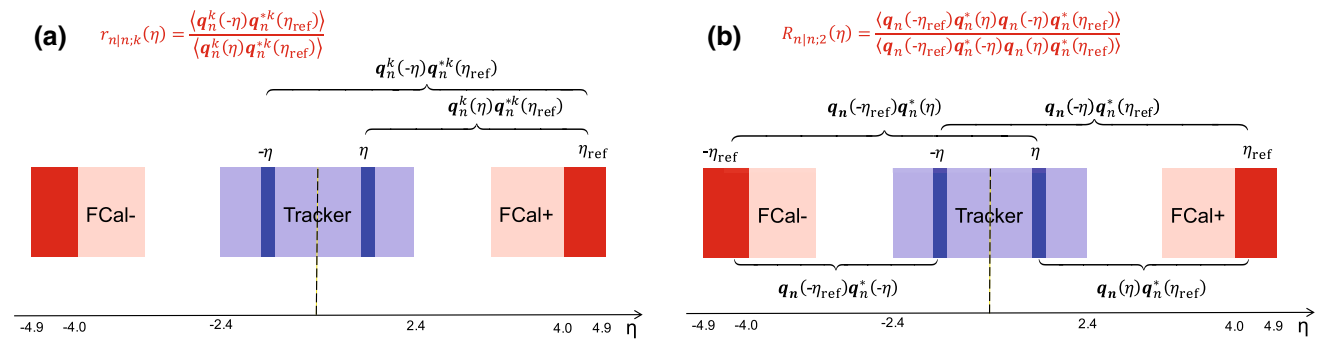 (a) r_{n|n;k}(η) = ⟨q_n^k(-η)q_n^{*k}(η_ref)⟩ / ⟨q_n^k(η)q_n^{*k}(η_ref)⟩
q_n^k(-η)q_n^{*k}(η_ref)
q_n^k(η)q_n^{*k}(η_ref)
-η η η_ref
FCal- Tracker FCal+
-4.9 -4.0 -2.4 2.4 4.0 4.9 η
(b) R_{n|n;2}(η) = ⟨q_n(-η_ref)q_n^*(η)q_n(-η)q_n^*(η_ref)⟩ / ⟨q_n(-η_ref)q_n^*(-η)q_n(η)q_n^*(η_ref)⟩
q_n(-η_ref)q_n^*(η) q_n(-η)q_n^*(η_ref)
-η_ref -η η η_ref
FCal- Tracker FCal+
q_n(-η_ref)q_n^*(-η) q_n(η)q_n^*(η_ref)
-4.9 -4.0 -2.4 2.4 4.0 4.9 η